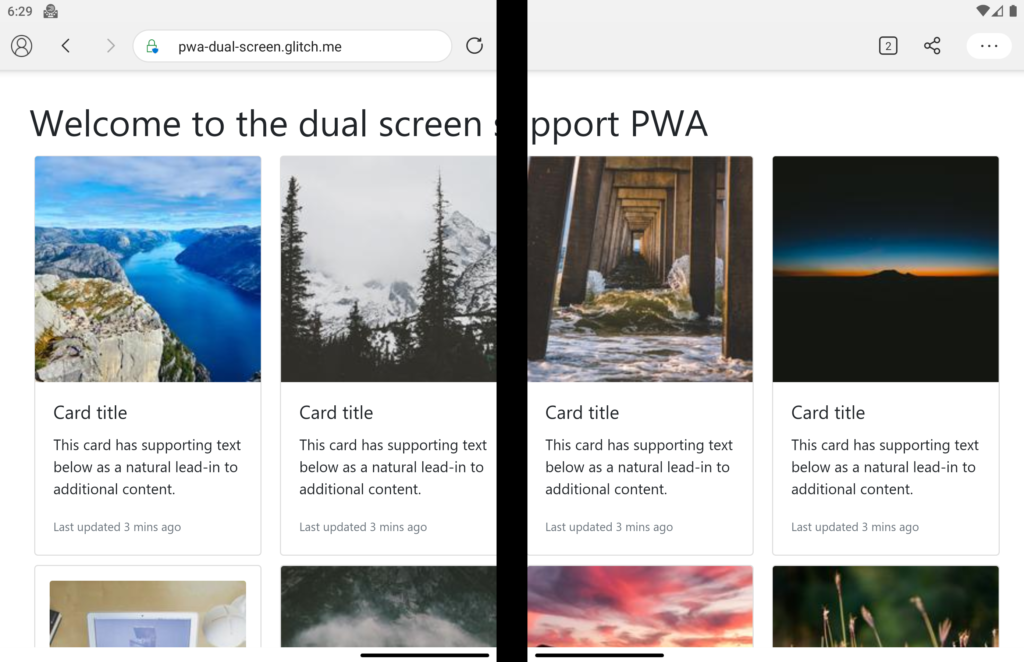 6:29
pwa-dual-screen.glitch.me
2
Welcome to the dual screen pport PWA
Card title
This card has supporting text
below as a natural lead-in to
additional content.
Last updated 3 mins ago
Card title
This card has supporting text
below as a natural lead-in to
additional content.
Last updated 3 mins ago
Card title
This card has supporting text
below as a natural lead-in to
additional content.
Last updated 3 mins ago
Card title
This card has supporting text
below as a natural lead-in to
additional content.
Last updated 3 mins ago